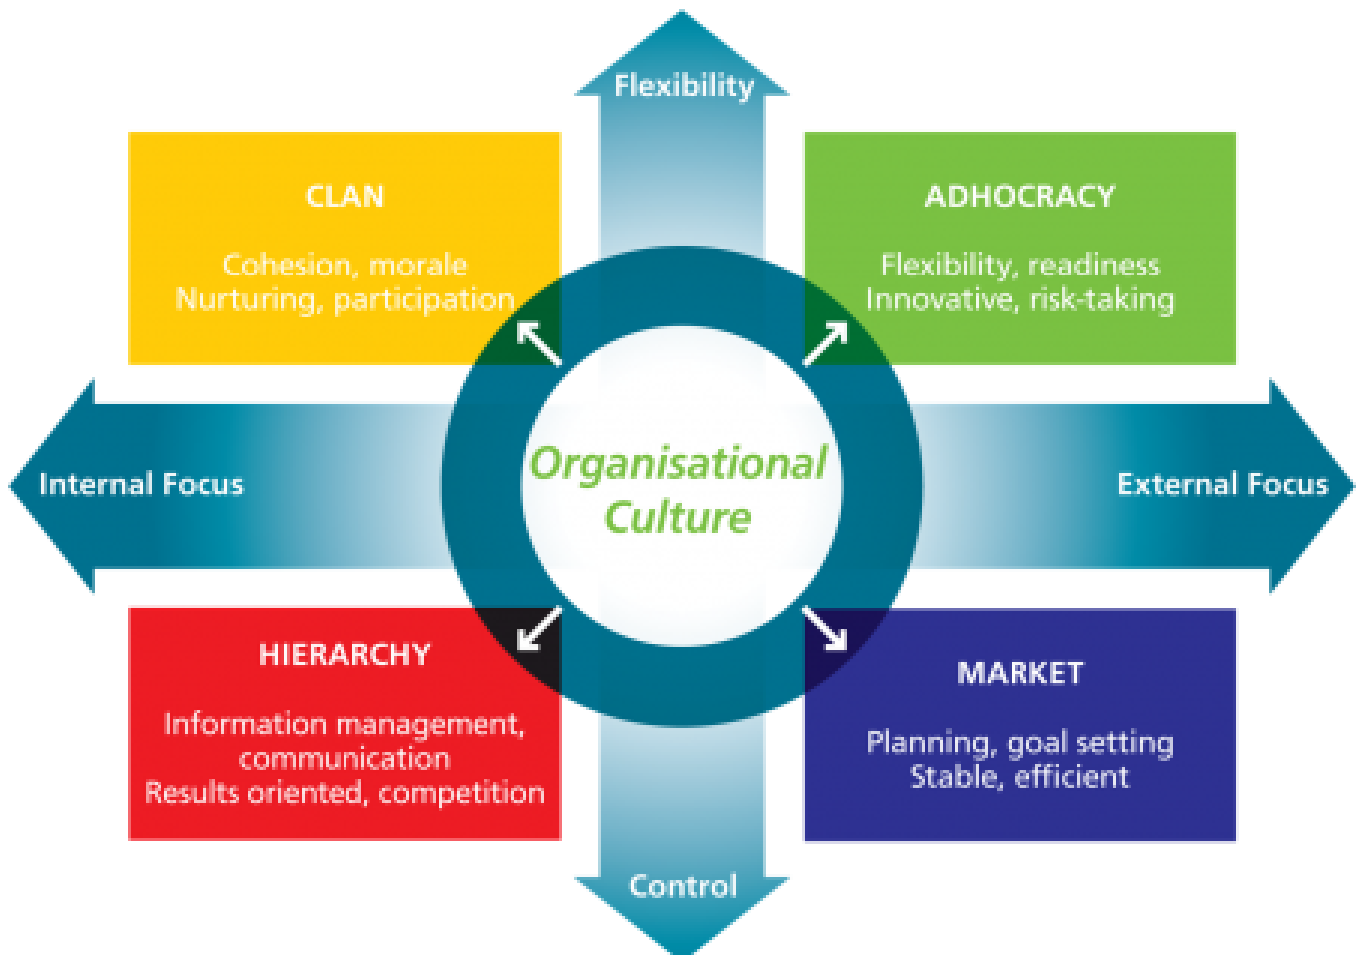 Flexibility
CLAN
Cohesion, morale
Nurturing, participation
ADHOCRACY
Flexibility, readiness
Innovative, risk-taking
Internal Focus
Organisational
Culture
External Focus
HIERARCHY
Information management,
communication
Results oriented, competition
MARKET
Planning, goal setting
Stable, efficient
Control